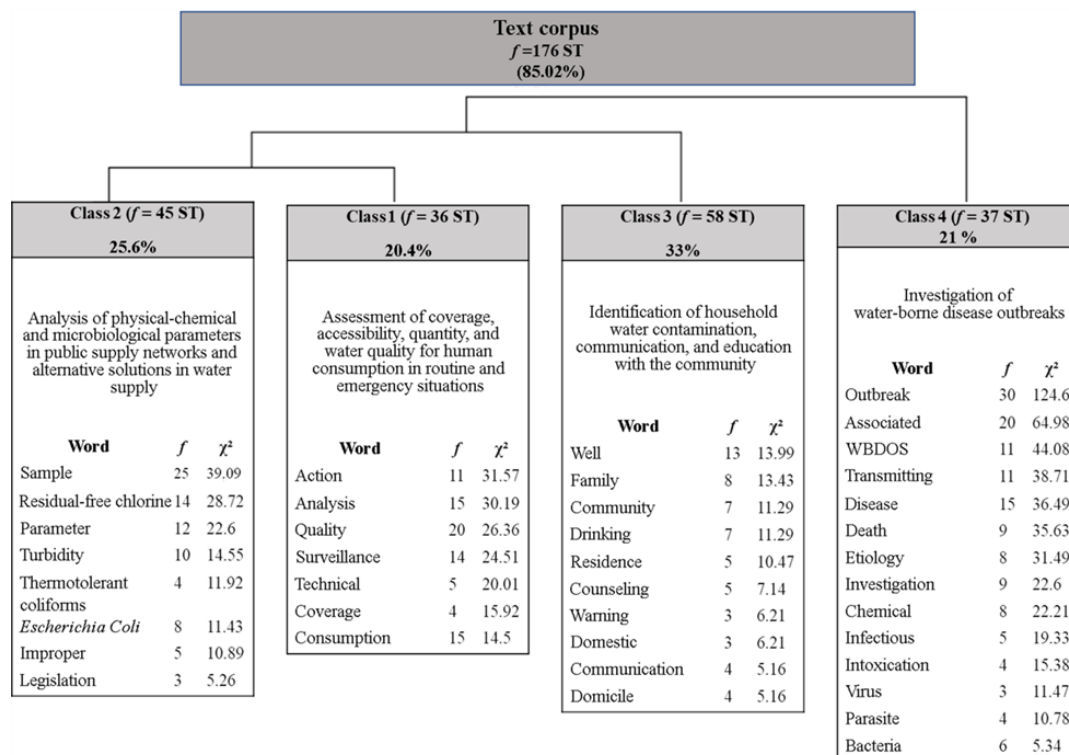 Text corpus
f =176 ST
(85.02%)
Class 2 (f = 45 ST)
25.6%
Analysis of physical-chemical
and microbiological parameters
in public supply networks and
alternative solutions in water
supply
Word f χ²
Sample 25 39.09
Residual-free chlorine 14 28.72
Parameter 12 22.6
Turbidity 10 14.55
Thermotolerant 4 11.92
coliforms
Escherichia Coli 8 11.43
Improper 5 10.89
Legislation 3 5.26
Class 1 (f = 36 ST)
20.4%
Assessment of coverage,
accessibility, quantity, and
water quality for human
consumption in routine and
emergency situations
Word f χ²
Action 11 31.57
Analysis 15 30.19
Quality 20 26.36
Surveillance 14 24.51
Technical 5 20.01
Coverage 4 15.92
Consumption 15 14.5
Class 3 (f = 58 ST)
33%
Identification of household
water contamination,
communication, and education
with the community
Word f χ²
Well 13 13.99
Family 8 13.43
Community 7 11.29
Drinking 7 11.29
Residence 5 10.47
Counseling 5 7.14
Warning 3 6.21
Domestic 3 6.21
Communication 4 5.16
Domicile 4 5.16
Class 4 (f = 37 ST)
21 %
Investigation of
water-borne disease outbreaks
Word f χ²
Outbreak 30 124.6
Associated 20 64.98
WBDOS 11 44.08
Transmitting 11 38.71
Disease 15 36.49
Death 9 35.63
Etiology 8 31.49
Investigation 9 22.6
Chemical 8 22.21
Infectious 5 19.33
Intoxication 4 15.38
Virus 3 11.47
Parasite 4 10.78
Bacteria 6 5.34